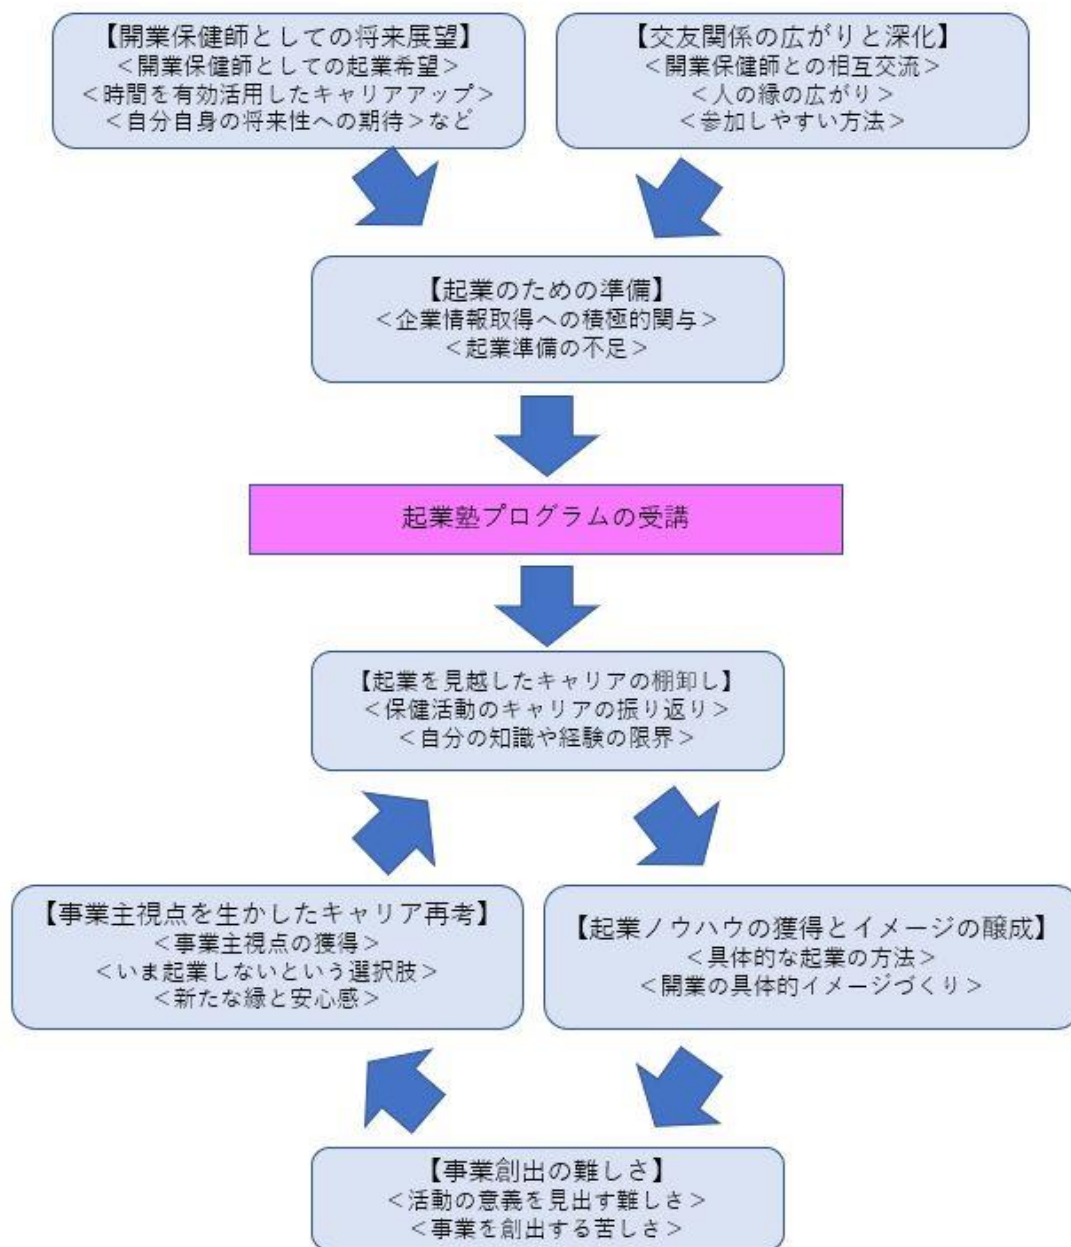 【開業保健師としての将来展望】
＜開業保健師としての起業希望＞
＜時間を有効活用したキャリアアップ＞
＜自分自身の将来性への期待＞など
【交友関係の広がりと深化】
＜開業保健師との相互交流＞
＜人の縁の広がり＞
＜参加しやすい方法＞
【起業のための準備】
＜企業情報取得への積極的関与＞
＜起業準備の不足＞
起業塾プログラムの受講
【起業を見越したキャリアの棚卸し】
＜保健活動のキャリアの振り返り＞
＜自分の知識や経験の限界＞
【事業主視点を生かしたキャリア再考】
＜事業主視点の獲得＞
＜いま起業しないという選択肢＞
＜新たな縁と安心感＞
【起業ノウハウの獲得とイメージの醸成】
＜具体的な起業の方法＞
＜開業の具体的イメージづくり＞
【事業創出の難しさ】
＜活動の意義を見出す難しさ＞
＜事業を創出する苦しさ＞